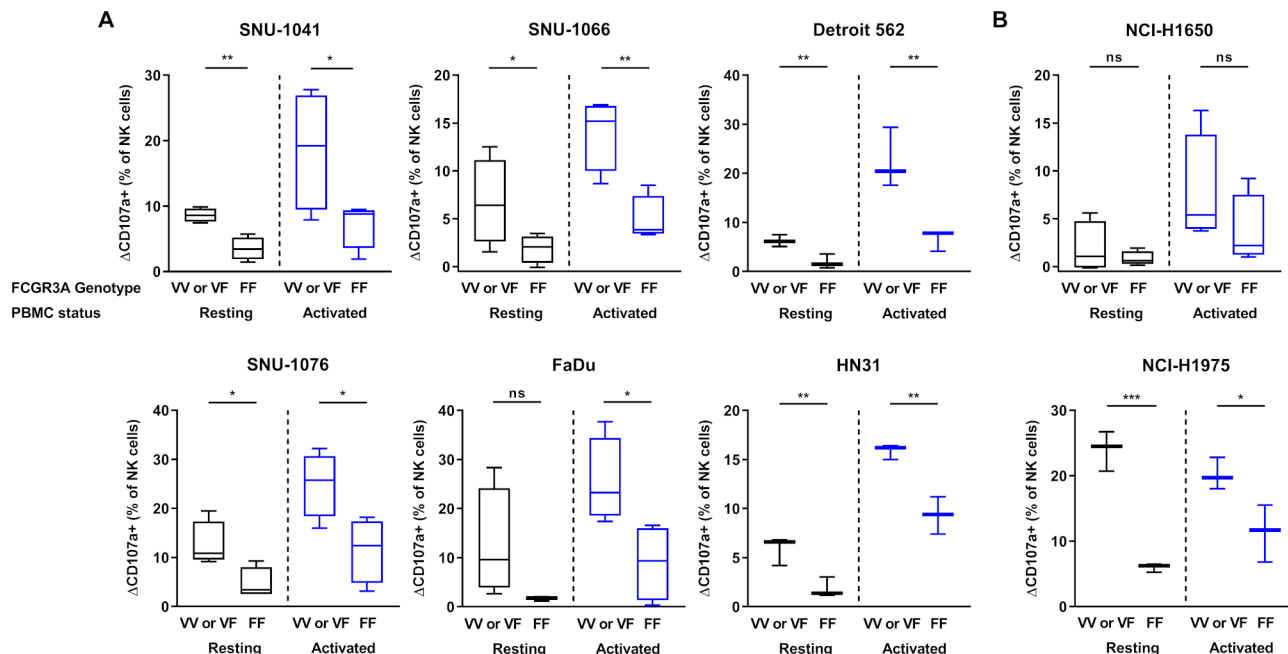 A
B
SNU-1041
SNU-1066
Detroit 562
NCI-H1650
** *
* **
** **
ns ns
ΔCD107a+ (% of NK cells)
30
20
10
0
ΔCD107a+ (% of NK cells)
20
15
10
5
0
ΔCD107a+ (% of NK cells)
40
30
20
10
0
ΔCD107a+ (% of NK cells)
20
15
10
5
0
FCGR3A Genotype VV or VF FF VV or VF FF VV or VF FF VV or VF FF VV or VF FF VV or VF FF VV or VF FF VV or VF FF
PBMC status Resting Activated Resting Activated Resting Activated Resting Activated
SNU-1076
FaDu
HN31
NCI-H1975
* *
ns *
** **
*** *
ΔCD107a+ (% of NK cells)
40
30
20
10
0
ΔCD107a+ (% of NK cells)
40
30
20
10
0
ΔCD107a+ (% of NK cells)
20
15
10
5
0
ΔCD107a+ (% of NK cells)
30
20
10
0
VV or VF FF VV or VF FF VV or VF FF VV or VF FF VV or VF FF VV or VF FF VV or VF FF VV or VF FF
Resting Activated Resting Activated Resting Activated Resting Activated